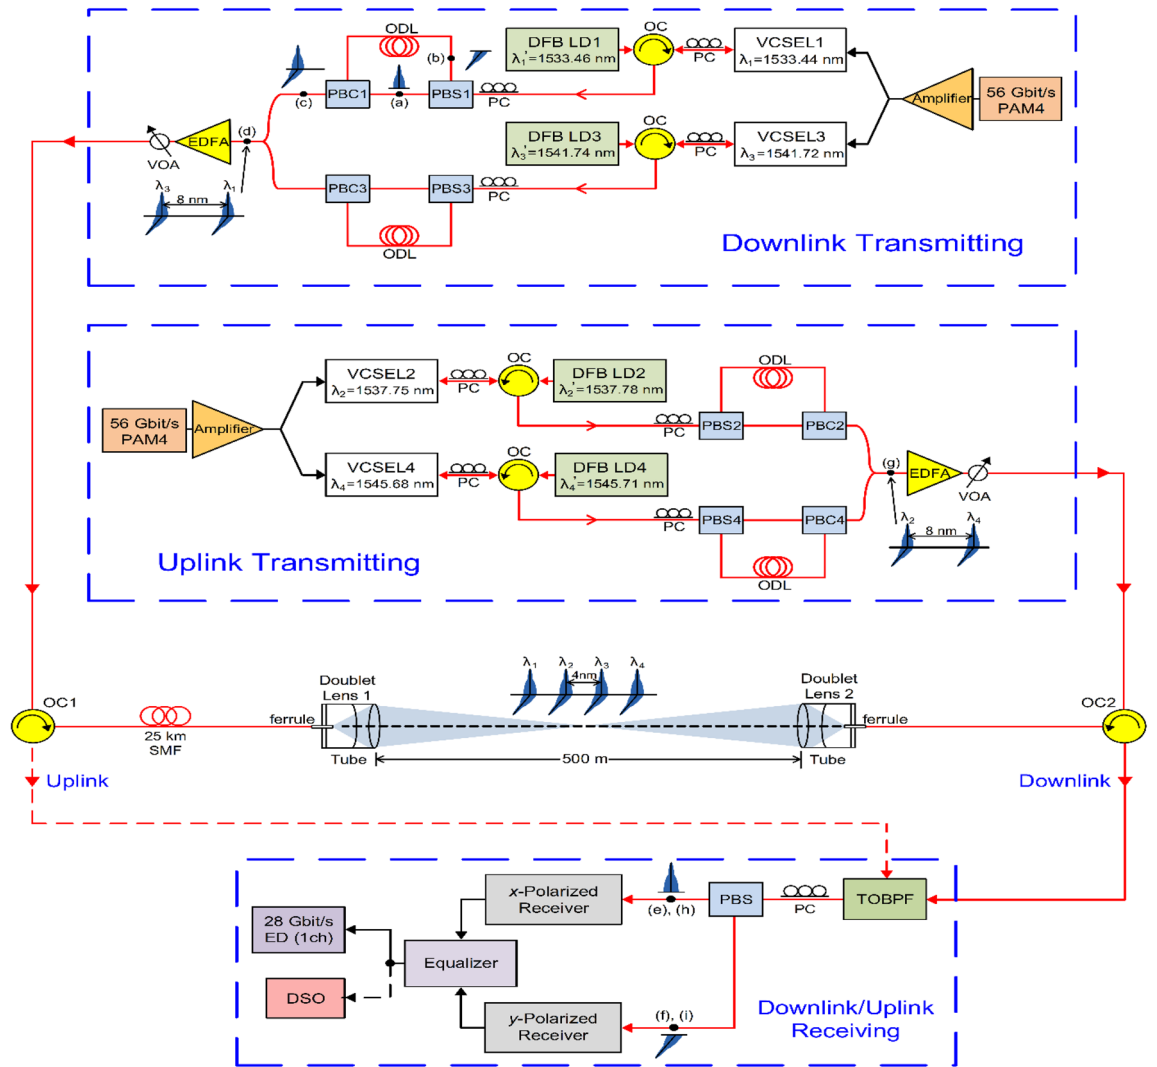 ODL
DFB LD1
λ₁'=1533.46 nm
OC
PC
VCSEL1
λ₁=1533.44 nm
(b)
(c)
PBC1
(a)
PBS1
PC
Amplifier
56 Gbit/s
PAM4
(d)
EDFA
VOA
DFB LD3
λ₃'=1541.74 nm
OC
PC
VCSEL3
λ₃=1541.72 nm
λ₃
λ₁
8 nm
PBC3
PBS3
PC
ODL
Downlink Transmitting
VCSEL2
λ₂=1537.75 nm
PC
OC
DFB LD2
λ₂'=1537.78 nm
ODL
56 Gbit/s
PAM4
Amplifier
PC
PBS2
PBC2
VCSEL4
λ₄=1545.68 nm
PC
OC
DFB LD4
λ₄'=1545.71 nm
(g)
EDFA
VOA
PC
PBS4
PBC4
ODL
λ₂
λ₄
8 nm
Uplink Transmitting
OC1
25 km
SMF
ferrule
Doublet
Lens 1
Tube
λ₁
λ₂
λ₃
λ₄
4nm
500 m
Doublet
Lens 2
Tube
ferrule
OC2
Uplink
Downlink
x-Polarized
Receiver
(e), (h)
PBS
PC
TOBPF
28 Gbit/s
ED (1ch)
Equalizer
DSO
y-Polarized
Receiver
(f), (i)
Downlink/Uplink
Receiving